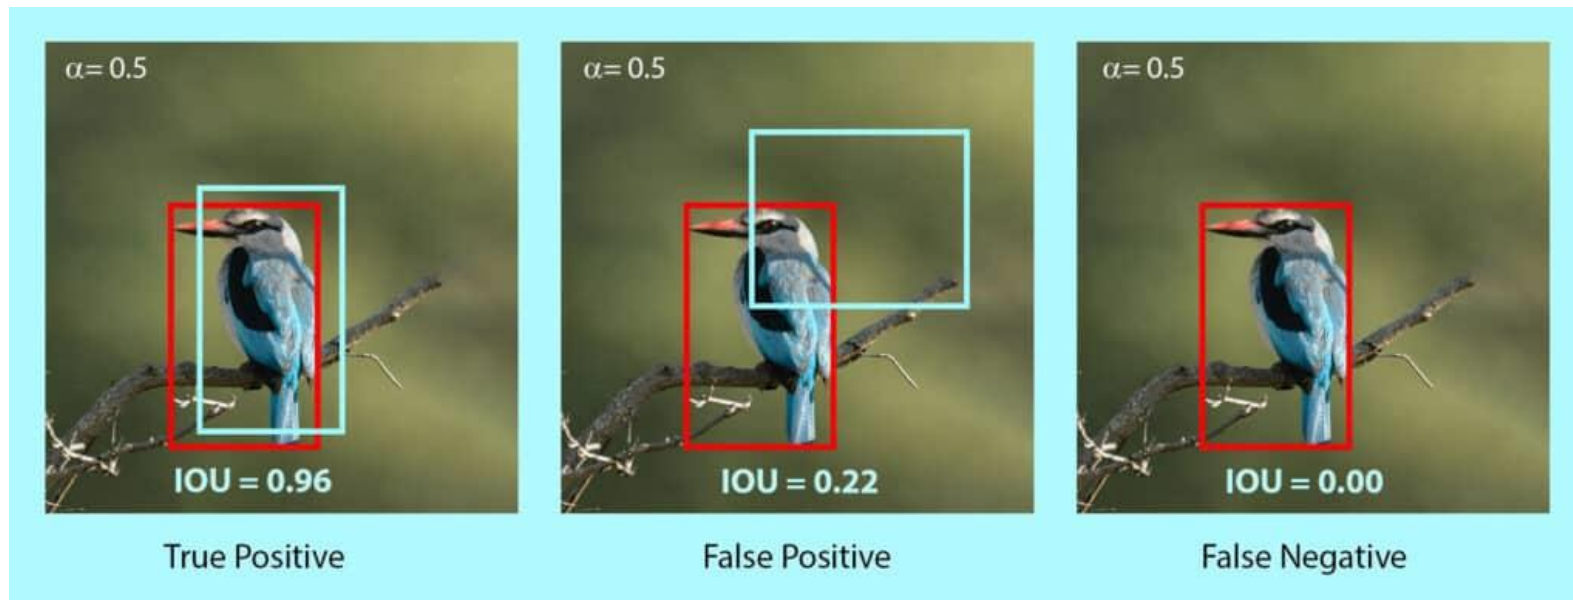 α= 0.5
IOU = 0.96
True Positive
α= 0.5
IOU = 0.22
False Positive
α= 0.5
IOU = 0.00
False Negative